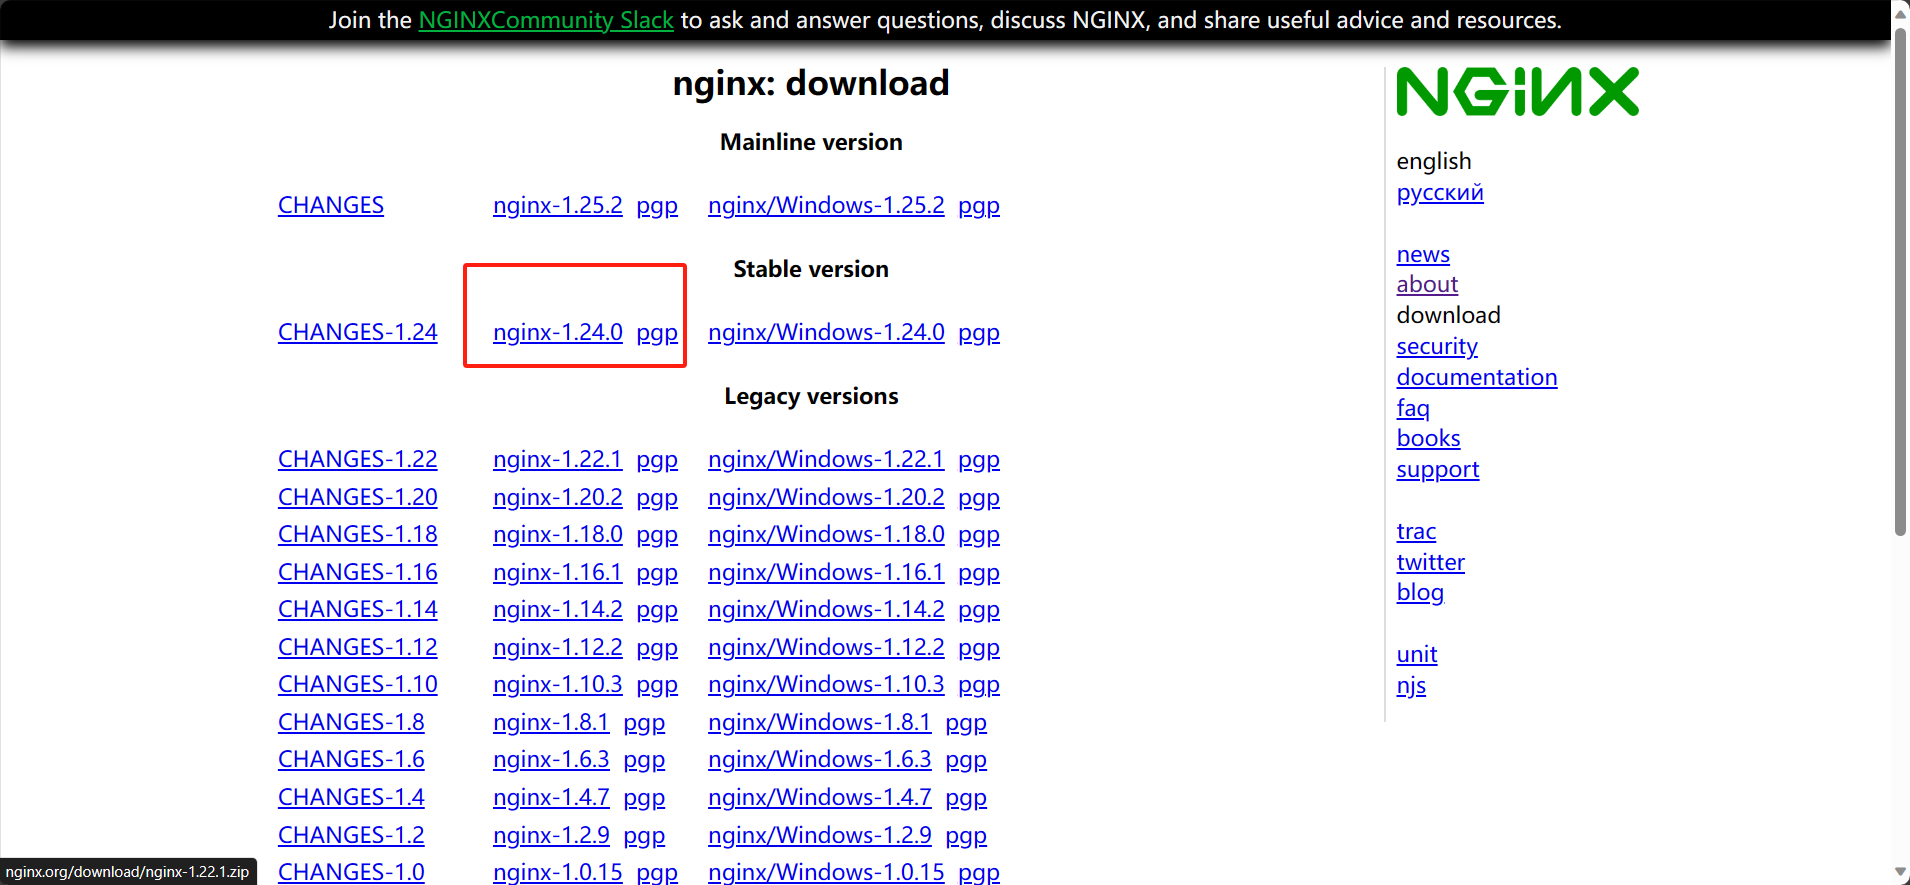 Join the NGINXCommunity Slack to ask and answer questions, discuss NGINX, and share useful advice and resources.
nginx: download
Mainline version
CHANGES nginx-1.25.2 pgp nginx/Windows-1.25.2 pgp
Stable version
CHANGES-1.24 nginx-1.24.0 pgp nginx/Windows-1.24.0 pgp
Legacy versions
CHANGES-1.22 nginx-1.22.1 pgp nginx/Windows-1.22.1 pgp
CHANGES-1.20 nginx-1.20.2 pgp nginx/Windows-1.20.2 pgp
CHANGES-1.18 nginx-1.18.0 pgp nginx/Windows-1.18.0 pgp
CHANGES-1.16 nginx-1.16.1 pgp nginx/Windows-1.16.1 pgp
CHANGES-1.14 nginx-1.14.2 pgp nginx/Windows-1.14.2 pgp
CHANGES-1.12 nginx-1.12.2 pgp nginx/Windows-1.12.2 pgp
CHANGES-1.10 nginx-1.10.3 pgp nginx/Windows-1.10.3 pgp
CHANGES-1.8 nginx-1.8.1 pgp nginx/Windows-1.8.1 pgp
CHANGES-1.6 nginx-1.6.3 pgp nginx/Windows-1.6.3 pgp
CHANGES-1.4 nginx-1.4.7 pgp nginx/Windows-1.4.7 pgp
CHANGES-1.2 nginx-1.2.9 pgp nginx/Windows-1.2.9 pgp
CHANGES-1.0 nginx-1.0.15 pgp nginx/Windows-1.0.15 pgp
NGINX
english
русский
news
about
download
security
documentation
faq
books
support
trac
twitter
blog
unit
njs
nginx.org/download/nginx-1.22.1.zip